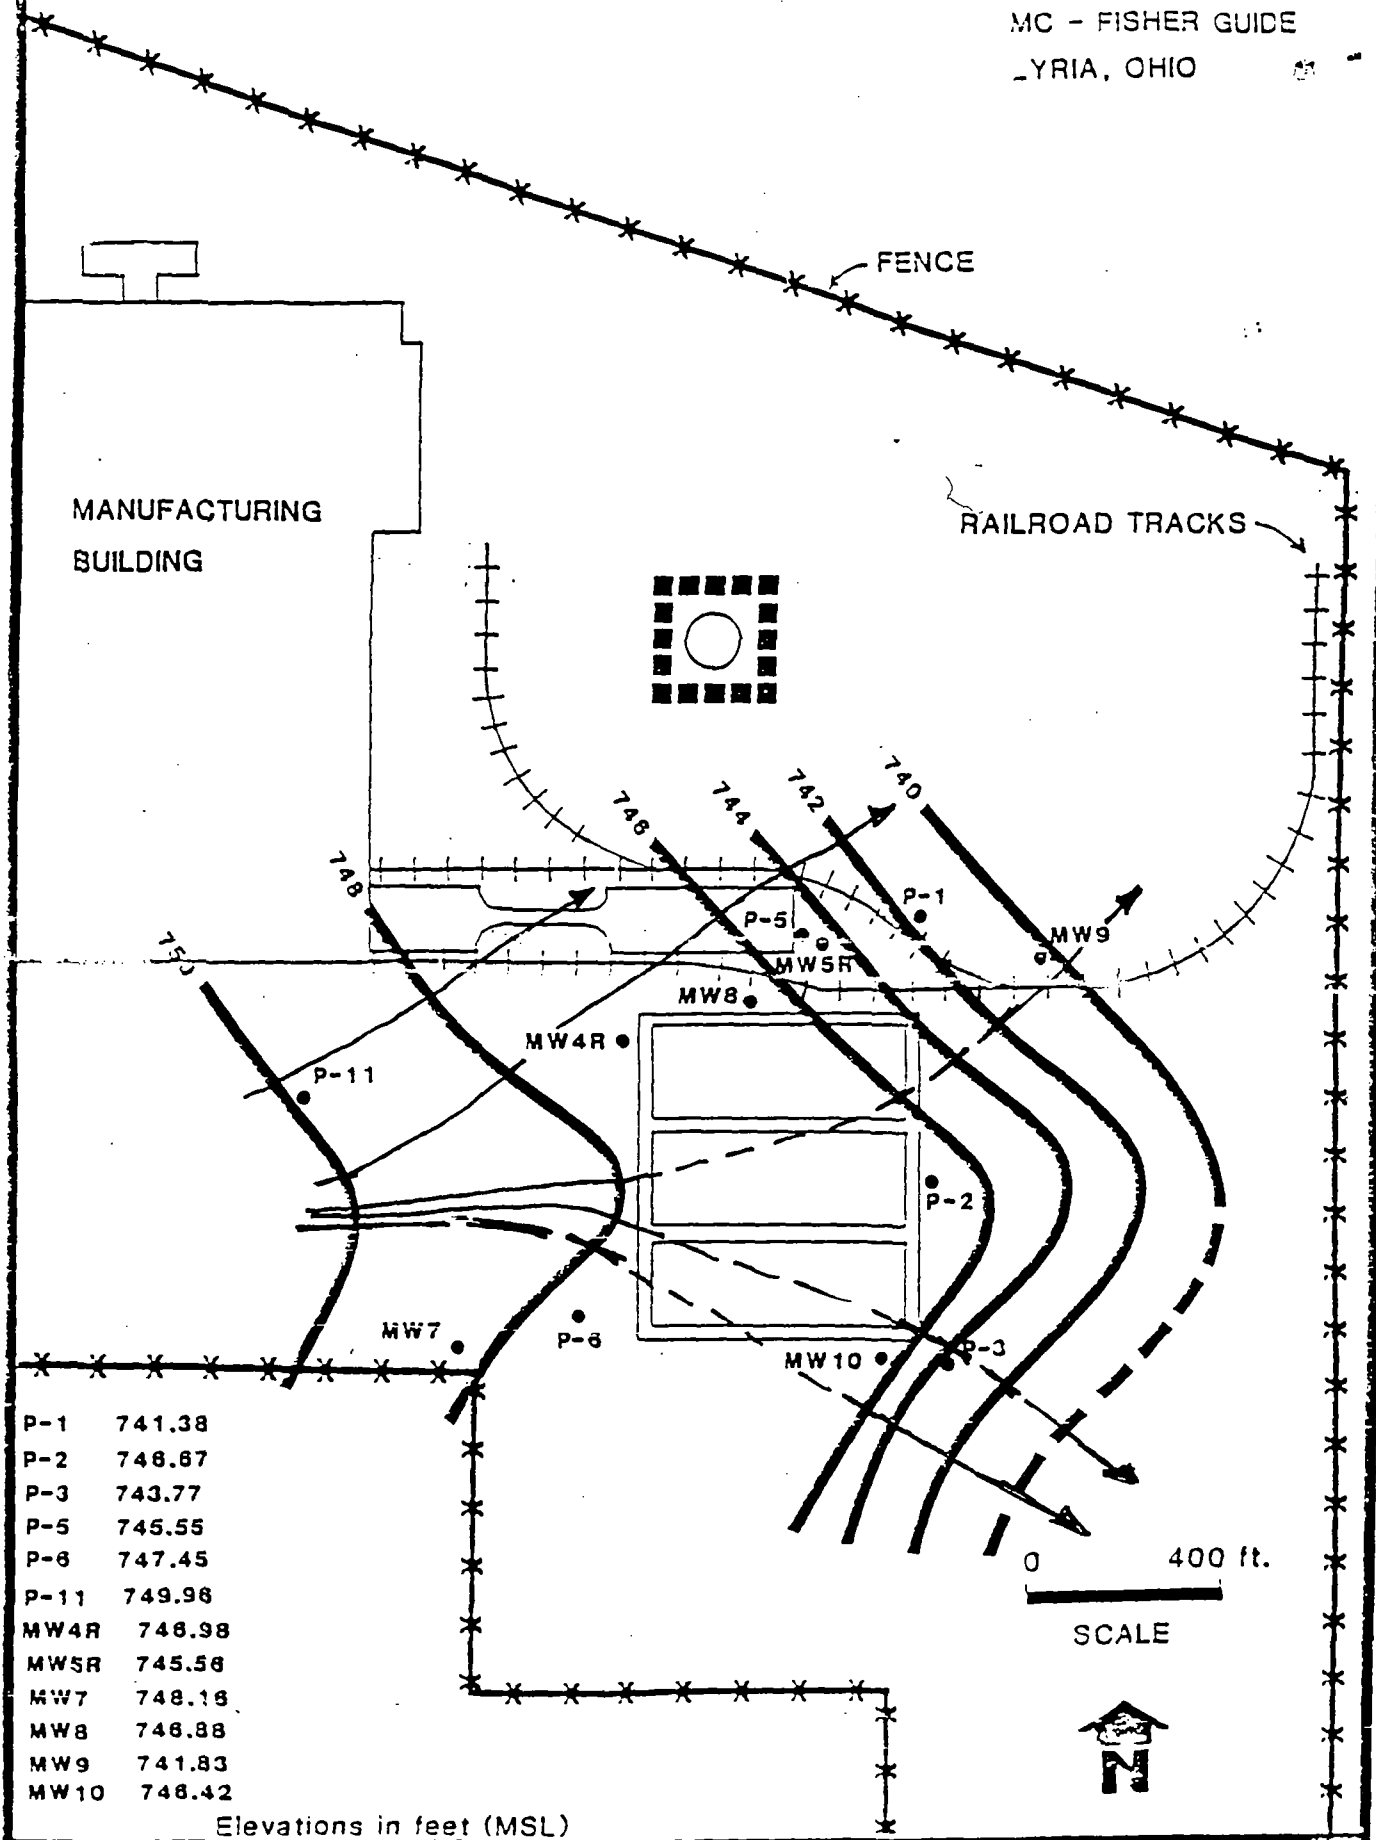 MC - FISHER GUIDE
YRIA, OHIO
FENCE
MANUFACTURING
BUILDING
RAILROAD TRACKS
740
742
744
746
748
750
P-1
P-5
MW9
MW5R
MW8
MW4R
P-11
P-2
P-6
MW7
MW10
P-3
P-1 741.38
P-2 746.67
P-3 743.77
P-5 745.55
P-6 747.45
P-11 749.96
MW4R 746.98
MW5R 745.56
MW7 748.16
MW8 746.88
MW9 741.83
MW10 746.42
0 400 ft.
SCALE
N
Elevations in feet (MSL)